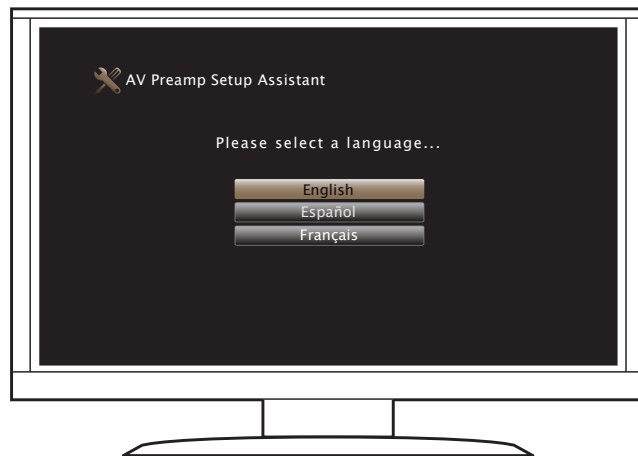 AV Preamp Setup Assistant
Please select a language...
English
Español
Français